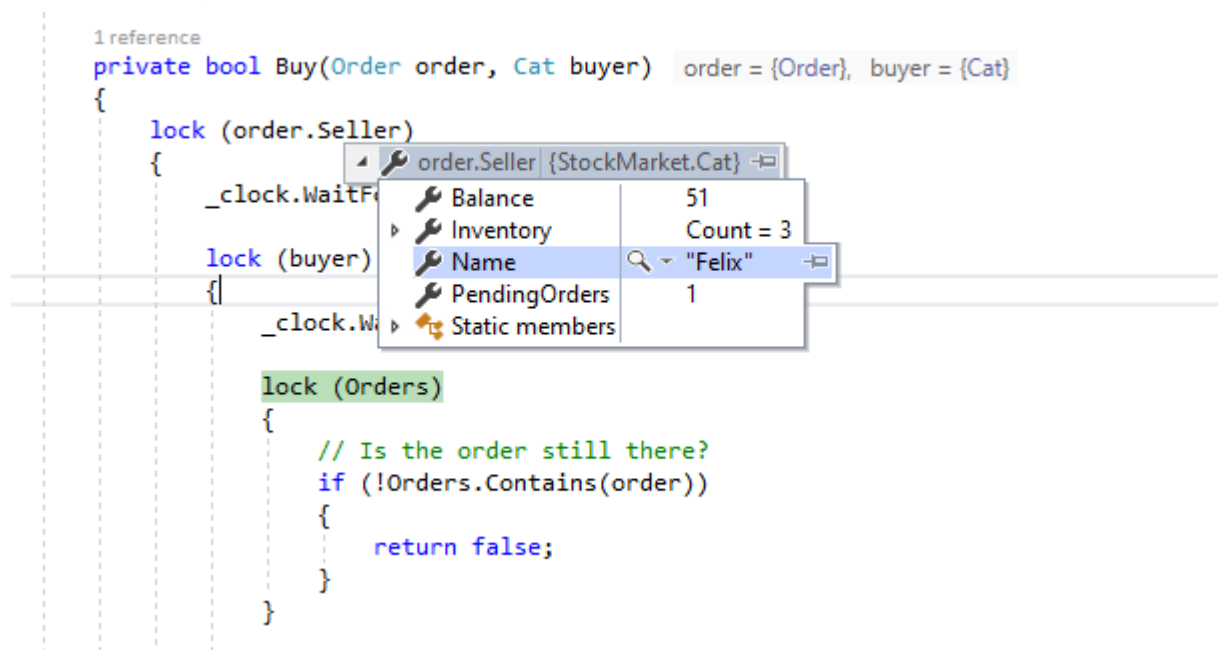 1 reference
private bool Buy(Order order, Cat buyer) order = {Order}, buyer = {Cat}
{
lock (order.Seller)
{
order.Seller {StockMarket.Cat}
_clock.WaitF
Balance 51
Inventory Count = 3
lock (buyer)
Name "Felix"
{
PendingOrders 1
_clock.W
Static members
lock (Orders)
{
// Is the order still there?
if (!Orders.Contains(order))
{
return false;
}
}